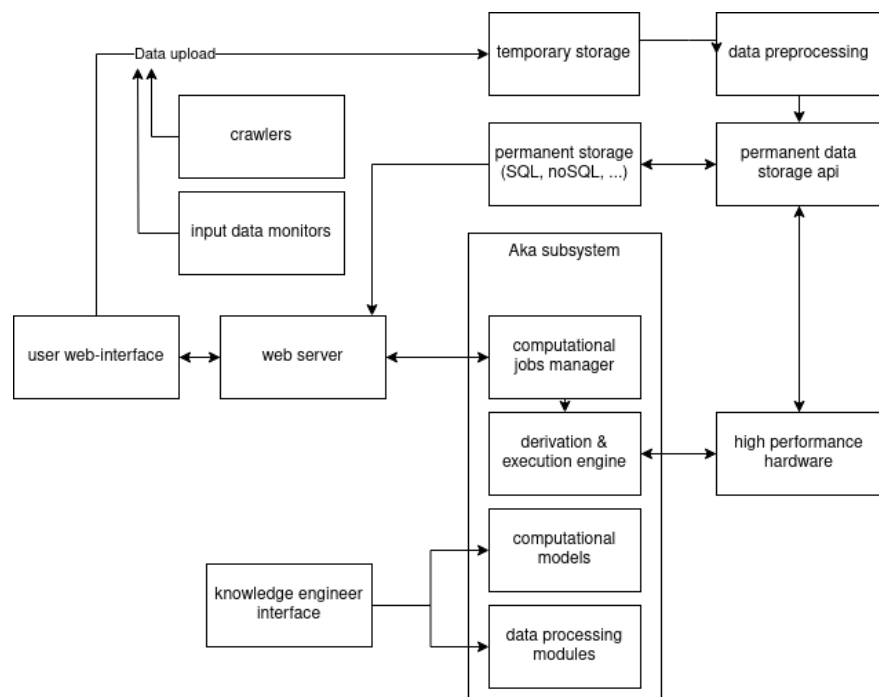 Data upload
temporary storage
data preprocessing
crawlers
permanent storage
(SQL, noSQL, ...)
permanent data
storage api
input data monitors
Aka subsystem
user web-interface
web server
computational
jobs manager
derivation &
execution engine
high performance
hardware
computational
models
knowledge engineer
interface
data processing
modules